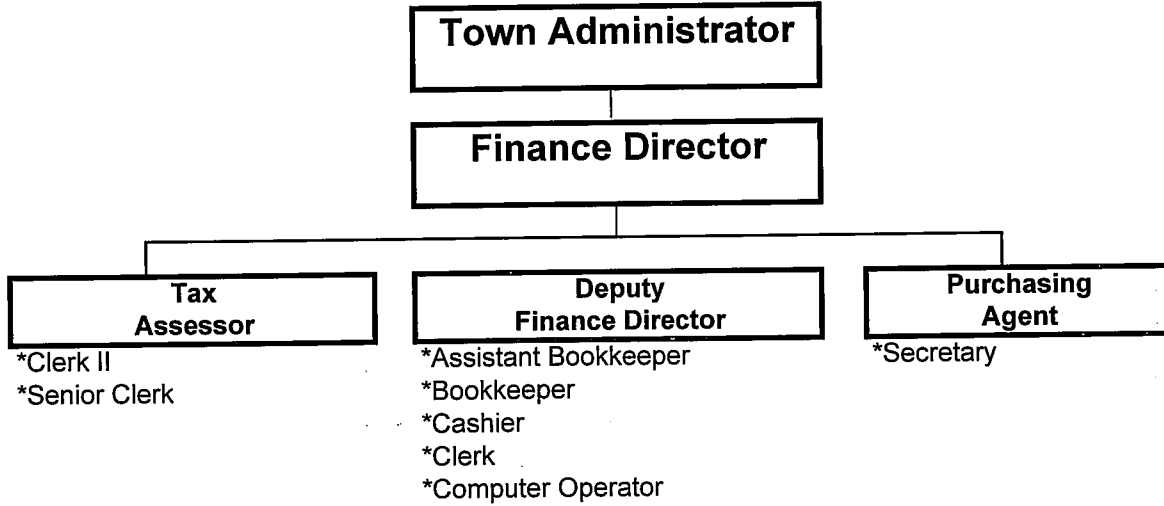 Town Administrator
Finance Director
Tax
Assessor
*Clerk II
*Senior Clerk
Deputy
Finance Director
*Assistant Bookkeeper
*Bookkeeper
*Cashier
*Clerk
*Computer Operator
Purchasing
Agent
*Secretary